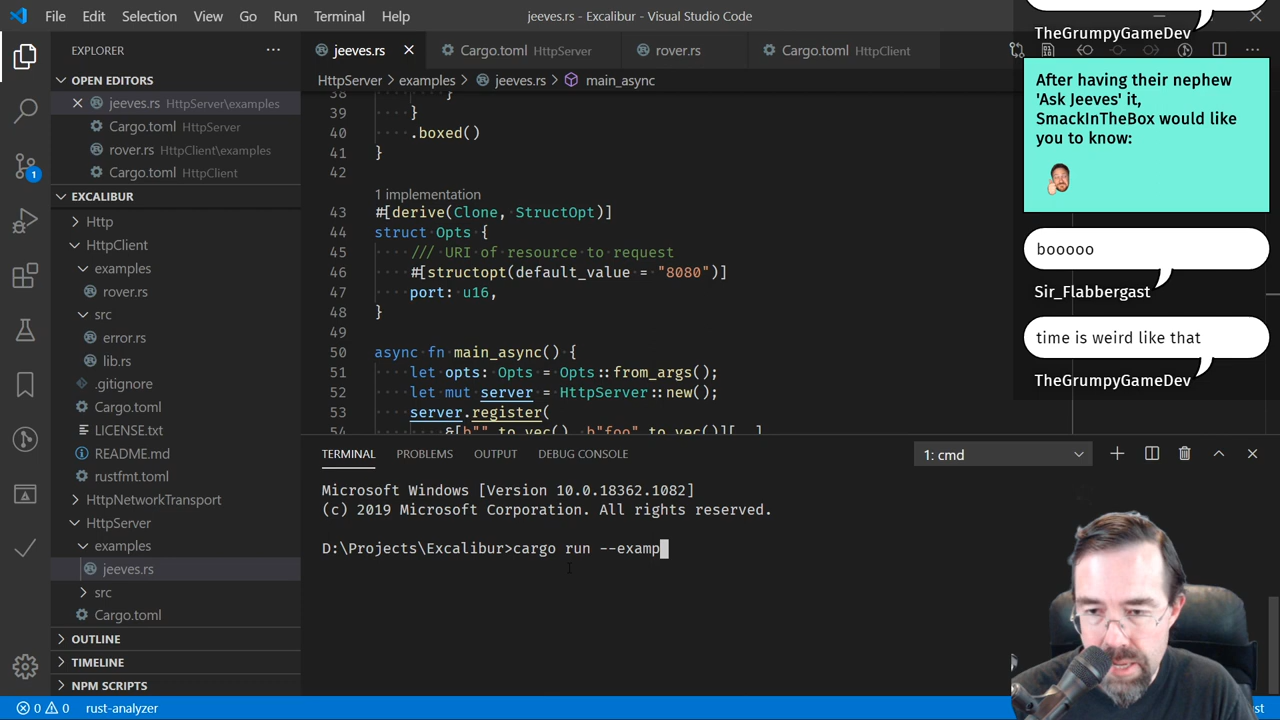 File Edit Selection View Go Run Terminal Help
jeeves.rs - Excalibur - Visual Studio Code
EXPLORER
OPEN EDITORS
jeeves.rs HttpServer\examples
Cargo.toml HttpServer
rover.rs HttpClient\examples
Cargo.toml HttpClient
EXCALIBUR
Http
HttpClient
examples
rover.rs
src
error.rs
lib.rs
.gitignore
Cargo.toml
LICENSE.txt
README.md
rustfmt.toml
HttpNetworkTransport
HttpServer
examples
jeeves.rs
src
Cargo.toml
OUTLINE
TIMELINE
NPM SCRIPTS
1
jeeves.rs
Cargo.toml HttpServer
rover.rs
Cargo.toml HttpClient
HttpServer > examples > jeeves.rs > main_async
38 }
39 }
40 .boxed()
41 }
42
1 implementation
43 #[derive(Clone, StructOpt)]
44 struct Opts {
45 /// URI of resource to request
46 #[structopt(default_value = "8080")]
47 port: u16,
48 }
49
50 async fn main_async() {
51 let opts: Opts = Opts::from_args();
52 let mut server = HttpServer::new();
53 server.register(
54 &[b"".to_vec(), b"foo".to_vec()][..],
TERMINAL PROBLEMS OUTPUT DEBUG CONSOLE
1: cmd
Microsoft Windows [Version 10.0.18362.1082]
(c) 2019 Microsoft Corporation. All rights reserved.
D:\Projects\Excalibur>cargo run --examp
TheGrumpyGameDev
After having their nephew
'Ask Jeeves' it,
SmackInTheBox would like
you to know:
booooo
Sir_Flabbergast
time is weird like that
TheGrumpyGameDev
0 0 rust-analyzer